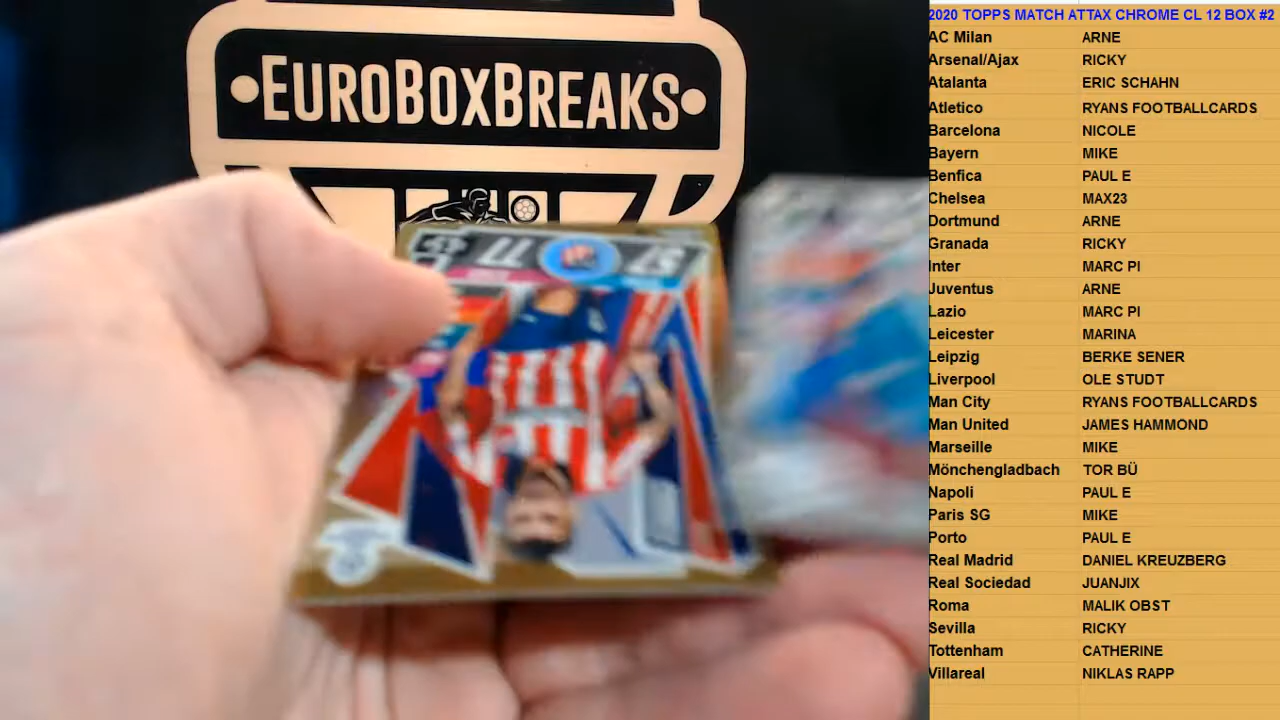 •EUROBOXBREAKS•
77
57
2020 TOPPS MATCH ATTAX CHROME CL 12 BOX #2
AC Milan ARNE
Arsenal/Ajax RICKY
Atalanta ERIC SCHAHN
Atletico RYANS FOOTBALLCARDS
Barcelona NICOLE
Bayern MIKE
Benfica PAUL E
Chelsea MAX23
Dortmund ARNE
Granada RICKY
Inter MARC PI
Juventus ARNE
Lazio MARC PI
Leicester MARINA
Leipzig BERKE SENER
Liverpool OLE STUDT
Man City RYANS FOOTBALLCARDS
Man United JAMES HAMMOND
Marseille MIKE
Mönchengladbach TOR BÜ
Napoli PAUL E
Paris SG MIKE
Porto PAUL E
Real Madrid DANIEL KREUZBERG
Real Sociedad JUANJIX
Roma MALIK OBST
Sevilla RICKY
Tottenham CATHERINE
Villareal NIKLAS RAPP